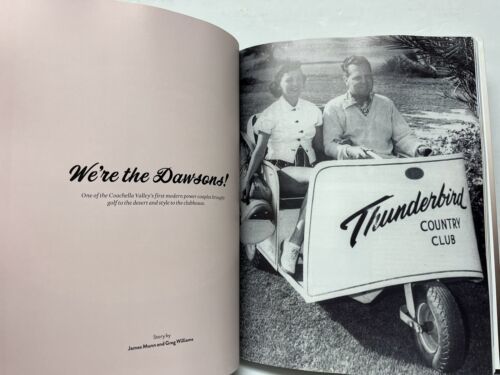 We're the Dawsons!
One of the Coachella Valley's first modern power couples brought
golf to the desert and style to the clubhouse.
Story by
James Munn and Greg Williams
Thunderbird
COUNTRY
CLUB